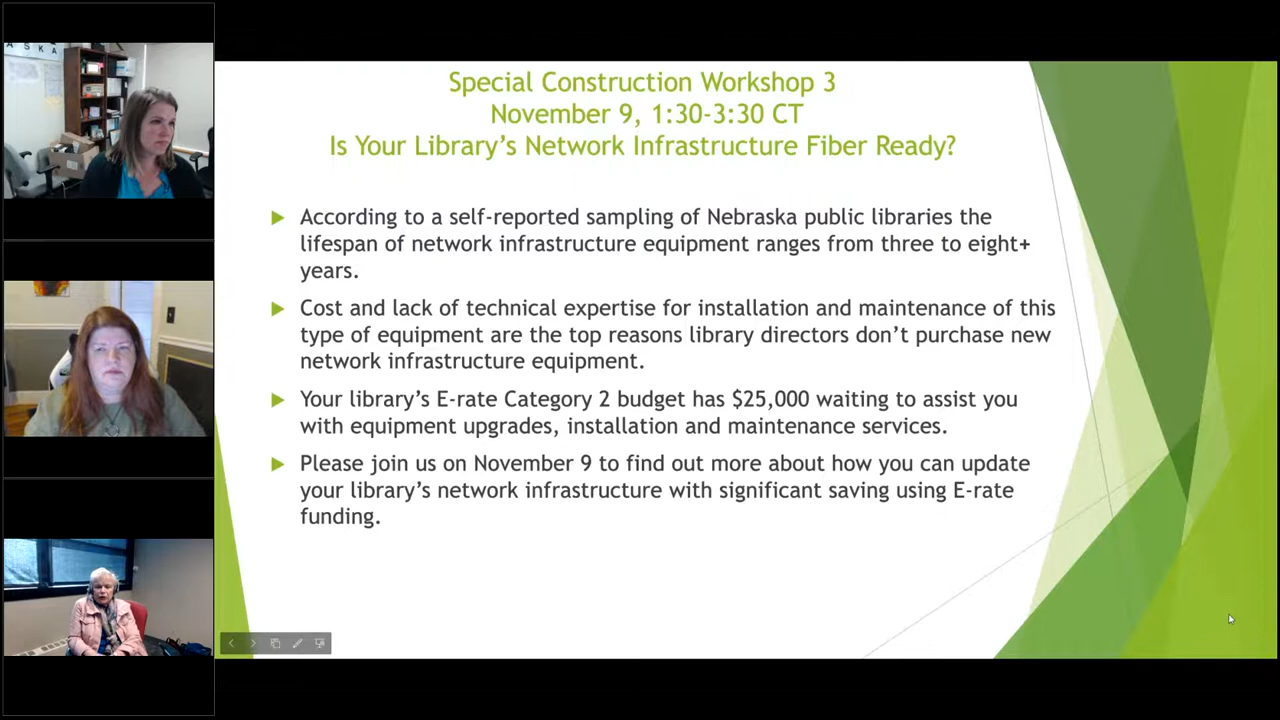 ASKA
Special Construction Workshop 3
November 9, 1:30-3:30 CT
Is Your Library's Network Infrastructure Fiber Ready?
According to a self-reported sampling of Nebraska public libraries the
lifespan of network infrastructure equipment ranges from three to eight+
years.
Cost and lack of technical expertise for installation and maintenance of this
type of equipment are the top reasons library directors don't purchase new
network infrastructure equipment.
Your library's E-rate Category 2 budget has $25,000 waiting to assist you
with equipment upgrades, installation and maintenance services.
Please join us on November 9 to find out more about how you can update
your library's network infrastructure with significant saving using E-rate
funding.